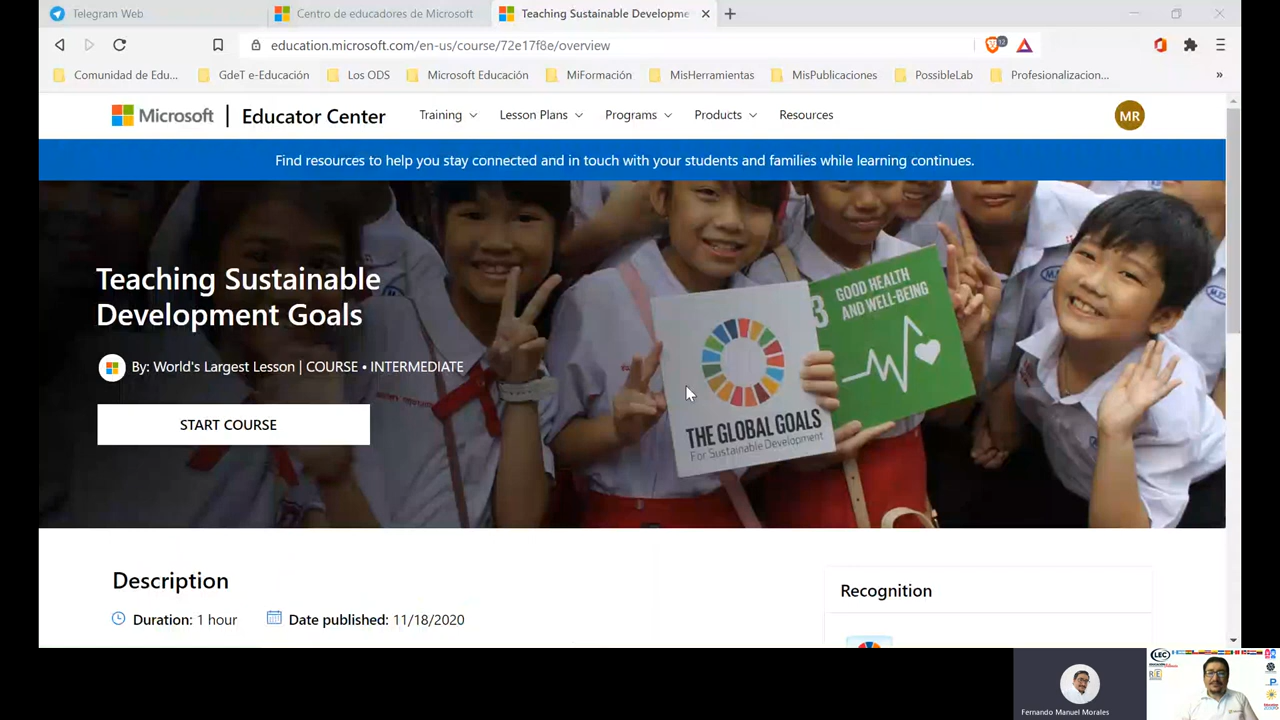 Telegram Web
Centro de educadores de Microsoft
Teaching Sustainable Developme
education.microsoft.com/en-us/course/72e17f8e/overview
12
Comunidad de Edu...
GdeT e-Educación
Los ODS
Microsoft Educación
MiFormación
MisHerramientas
MisPublicaciones
PossibleLab
Profesionalizacion...
»
Microsoft
Educator Center
Training
Lesson Plans
Programs
Products
Resources
MR
Find resources to help you stay connected and in touch with your students and families while learning continues.
Teaching Sustainable
Development Goals
By: World's Largest Lesson | COURSE • INTERMEDIATE
START COURSE
3 GOOD HEALTH
AND WELL-BEING
THE GLOBAL GOALS
For Sustainable Development
Description
Duration: 1 hour
Date published: 11/18/2020
Recognition
Fernando Manuel Morales
LEC